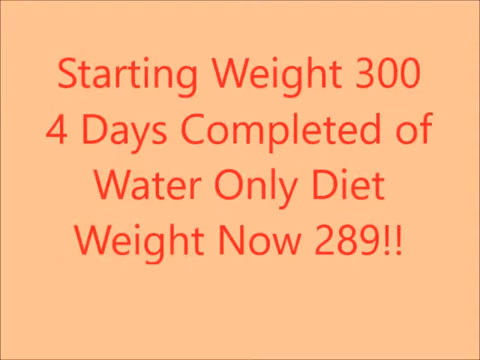 Starting Weight 300
4 Days Completed of
Water Only Diet
Weight Now 289!!